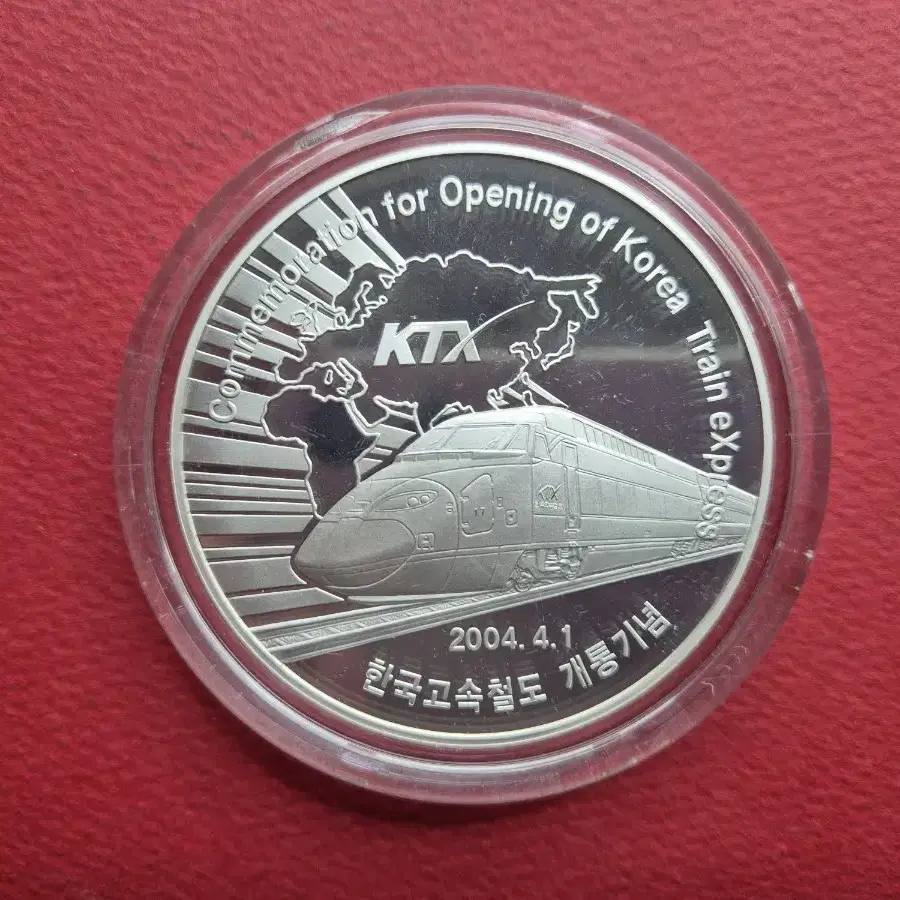 Commemoration for Opening of Korea Train eXpress
KTX
KTX
2004. 4. 1
한국고속철도 개통기념